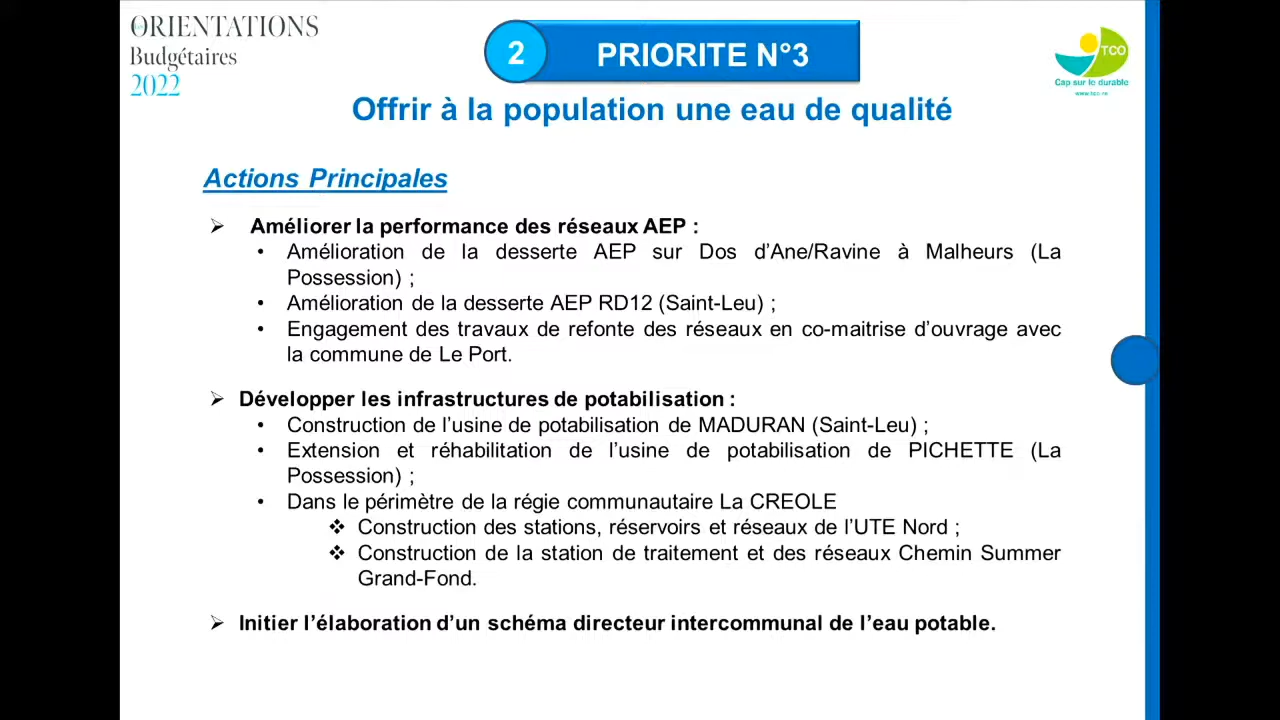 ORIENTATIONS
Budgétaires
2022
2
PRIORITE N°3
TCO
Cap sur le durable
www.tco.re
Offrir à la population une eau de qualité
Actions Principales
➢ Améliorer la performance des réseaux AEP :
• Amélioration de la desserte AEP sur Dos d’Ane/Ravine à Malheurs (La
Possession) ;
• Amélioration de la desserte AEP RD12 (Saint-Leu) ;
• Engagement des travaux de refonte des réseaux en co-maitrise d’ouvrage avec
la commune de Le Port.
➢ Développer les infrastructures de potabilisation :
• Construction de l’usine de potabilisation de MADURAN (Saint-Leu) ;
• Extension et réhabilitation de l’usine de potabilisation de PICHETTE (La
Possession) ;
• Dans le périmètre de la régie communautaire La CREOLE
❖ Construction des stations, réservoirs et réseaux de l’UTE Nord ;
❖ Construction de la station de traitement et des réseaux Chemin Summer
Grand-Fond.
➢ Initier l’élaboration d’un schéma directeur intercommunal de l’eau potable.